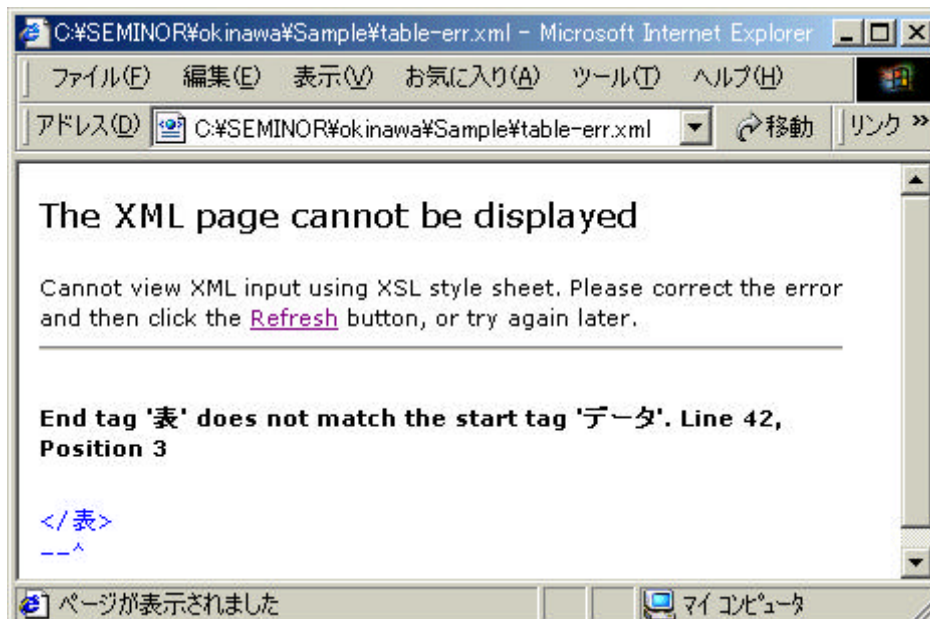 C:¥SEMINOR¥okinawa¥Sample¥table-err.xml - Microsoft Internet Explorer
ファイル(F) 編集(E) 表示(V) お気に入り(A) ツール(T) ヘルプ(H)
アドレス(D) C:¥SEMINOR¥okinawa¥Sample¥table-err.xml 移動 リンク »
The XML page cannot be displayed
Cannot view XML input using XSL style sheet. Please correct the error
and then click the Refresh button, or try again later.
End tag '表' does not match the start tag 'データ'. Line 42,
Position 3
</表>
--^
ページが表示されました マイ コンピュータ